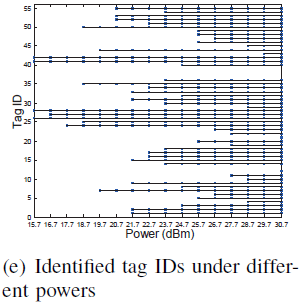 55
50
45
40
35
30
25
20
15
10
5
0
Tag ID
15.7 16.7 17.7 18.7 19.7 20.7 21.7 22.7 23.7 24.7 25.7 26.7 27.7 28.7 29.7 30.7
Power (dBm)
(e) Identified tag IDs under differ-
ent powers